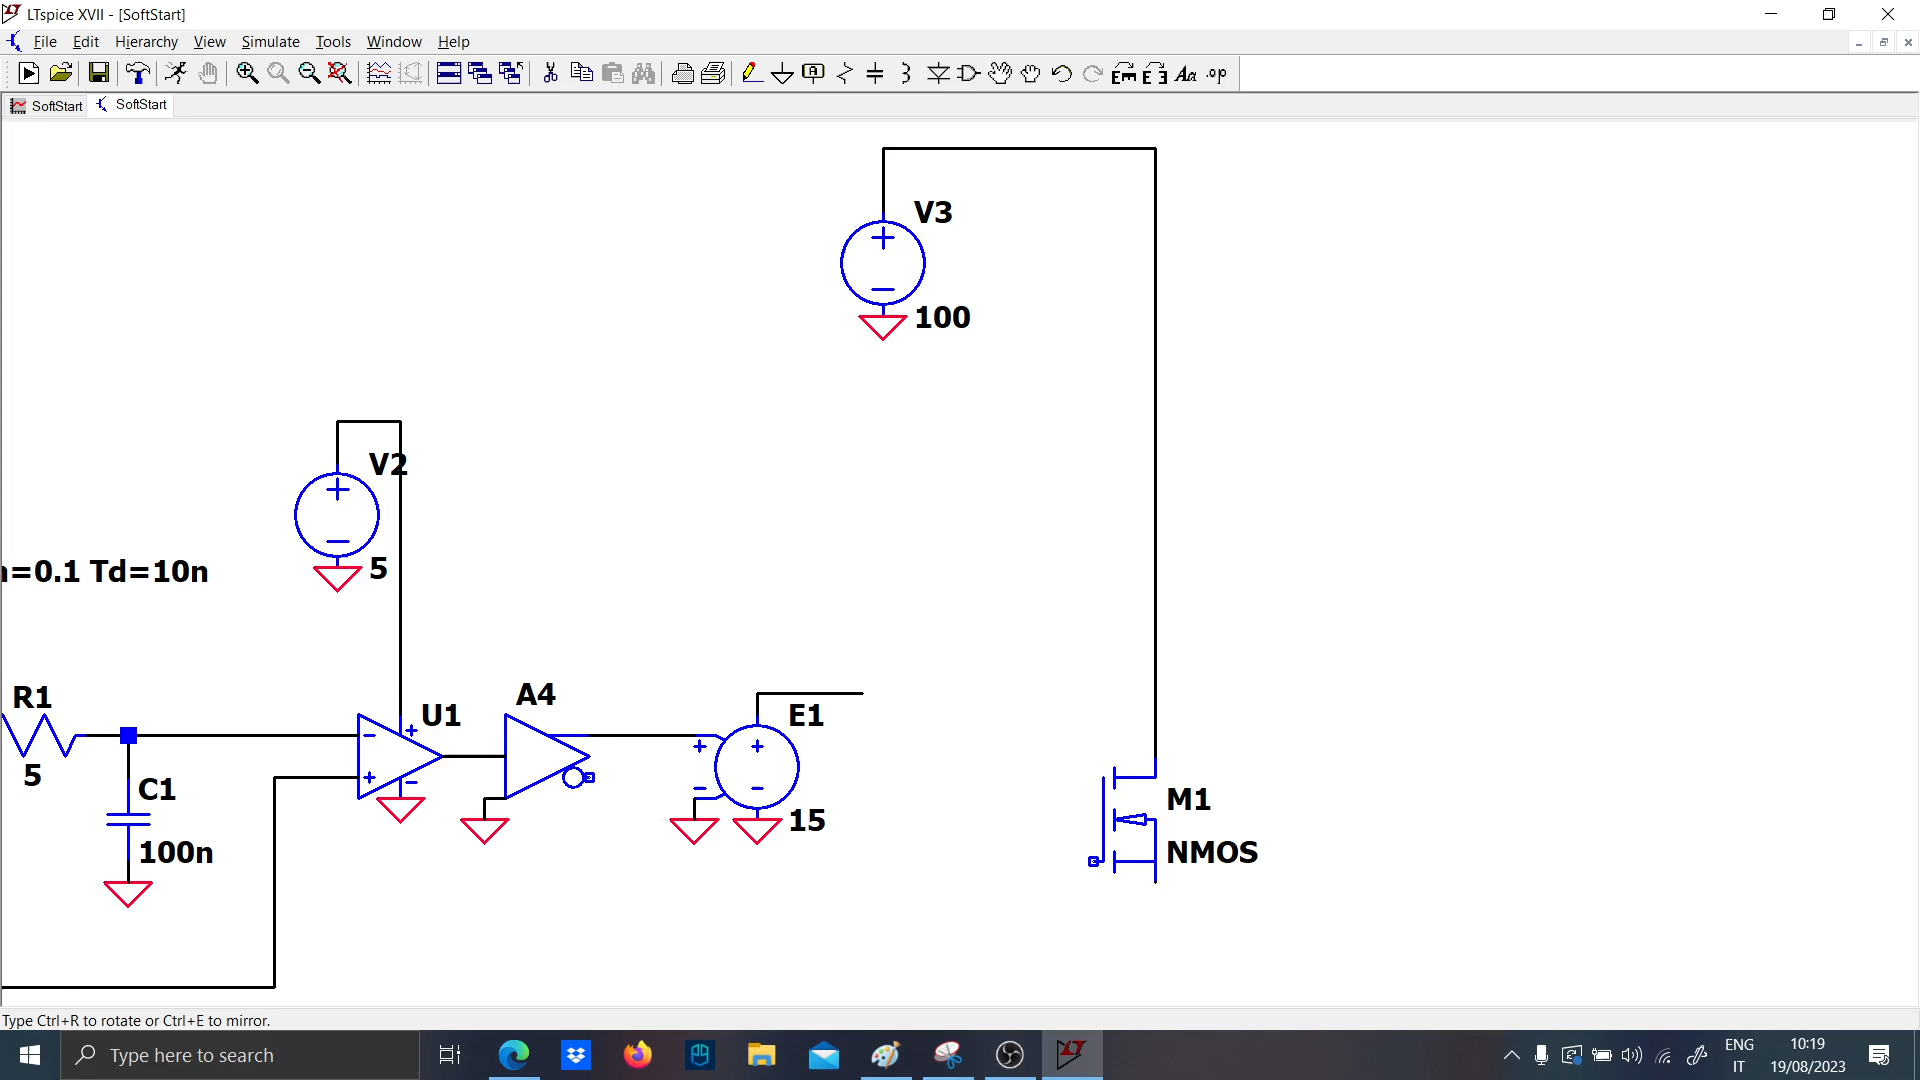 LTspice XVII - [SoftStart]
File Edit Hierarchy View Simulate Tools Window Help
Aa .op
SoftStart SoftStart
V3
100
V2
5
=0.1 Td=10n
R1
5
C1
100n
U1
A4
E1
15
M1
NMOS
Type Ctrl+R to rotate or Ctrl+E to mirror.
Type here to search
ENG
IT
10:19
19/08/2023